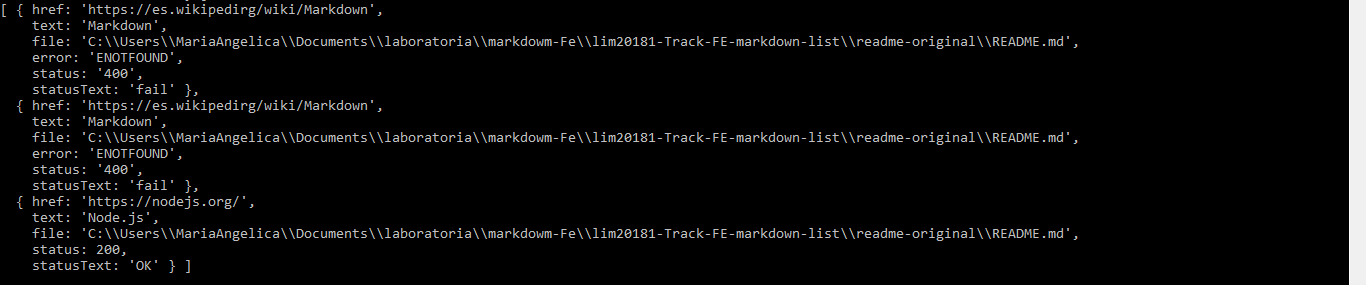 [ { href: 'https://es.wikipedirg/wiki/Markdown',
text: 'Markdown',
file: 'C:\\Users\\MariaAngelica\\Documents\\laboratoria\\markdowm-Fe\\lim20181-Track-FE-markdown-list\\readme-original\\README.md',
error: 'ENOTFOUND',
status: '400',
statusText: 'fail' },
{ href: 'https://es.wikipedirg/wiki/Markdown',
text: 'Markdown',
file: 'C:\\Users\\MariaAngelica\\Documents\\laboratoria\\markdowm-Fe\\lim20181-Track-FE-markdown-list\\readme-original\\README.md',
error: 'ENOTFOUND',
status: '400',
statusText: 'fail' },
{ href: 'https://nodejs.org/',
text: 'Node.js',
file: 'C:\\Users\\MariaAngelica\\Documents\\laboratoria\\markdowm-Fe\\lim20181-Track-FE-markdown-list\\readme-original\\README.md',
status: 200,
statusText: 'OK' } ]